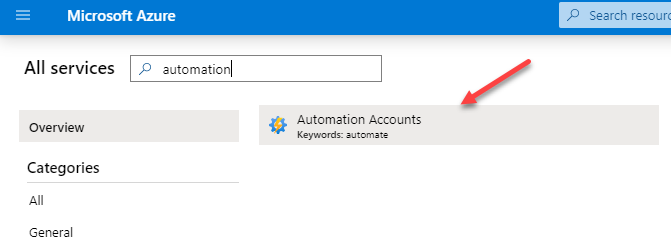 Microsoft Azure
Search resourc
All services
automation
Overview
Automation Accounts
Keywords: automate
Categories
All
General